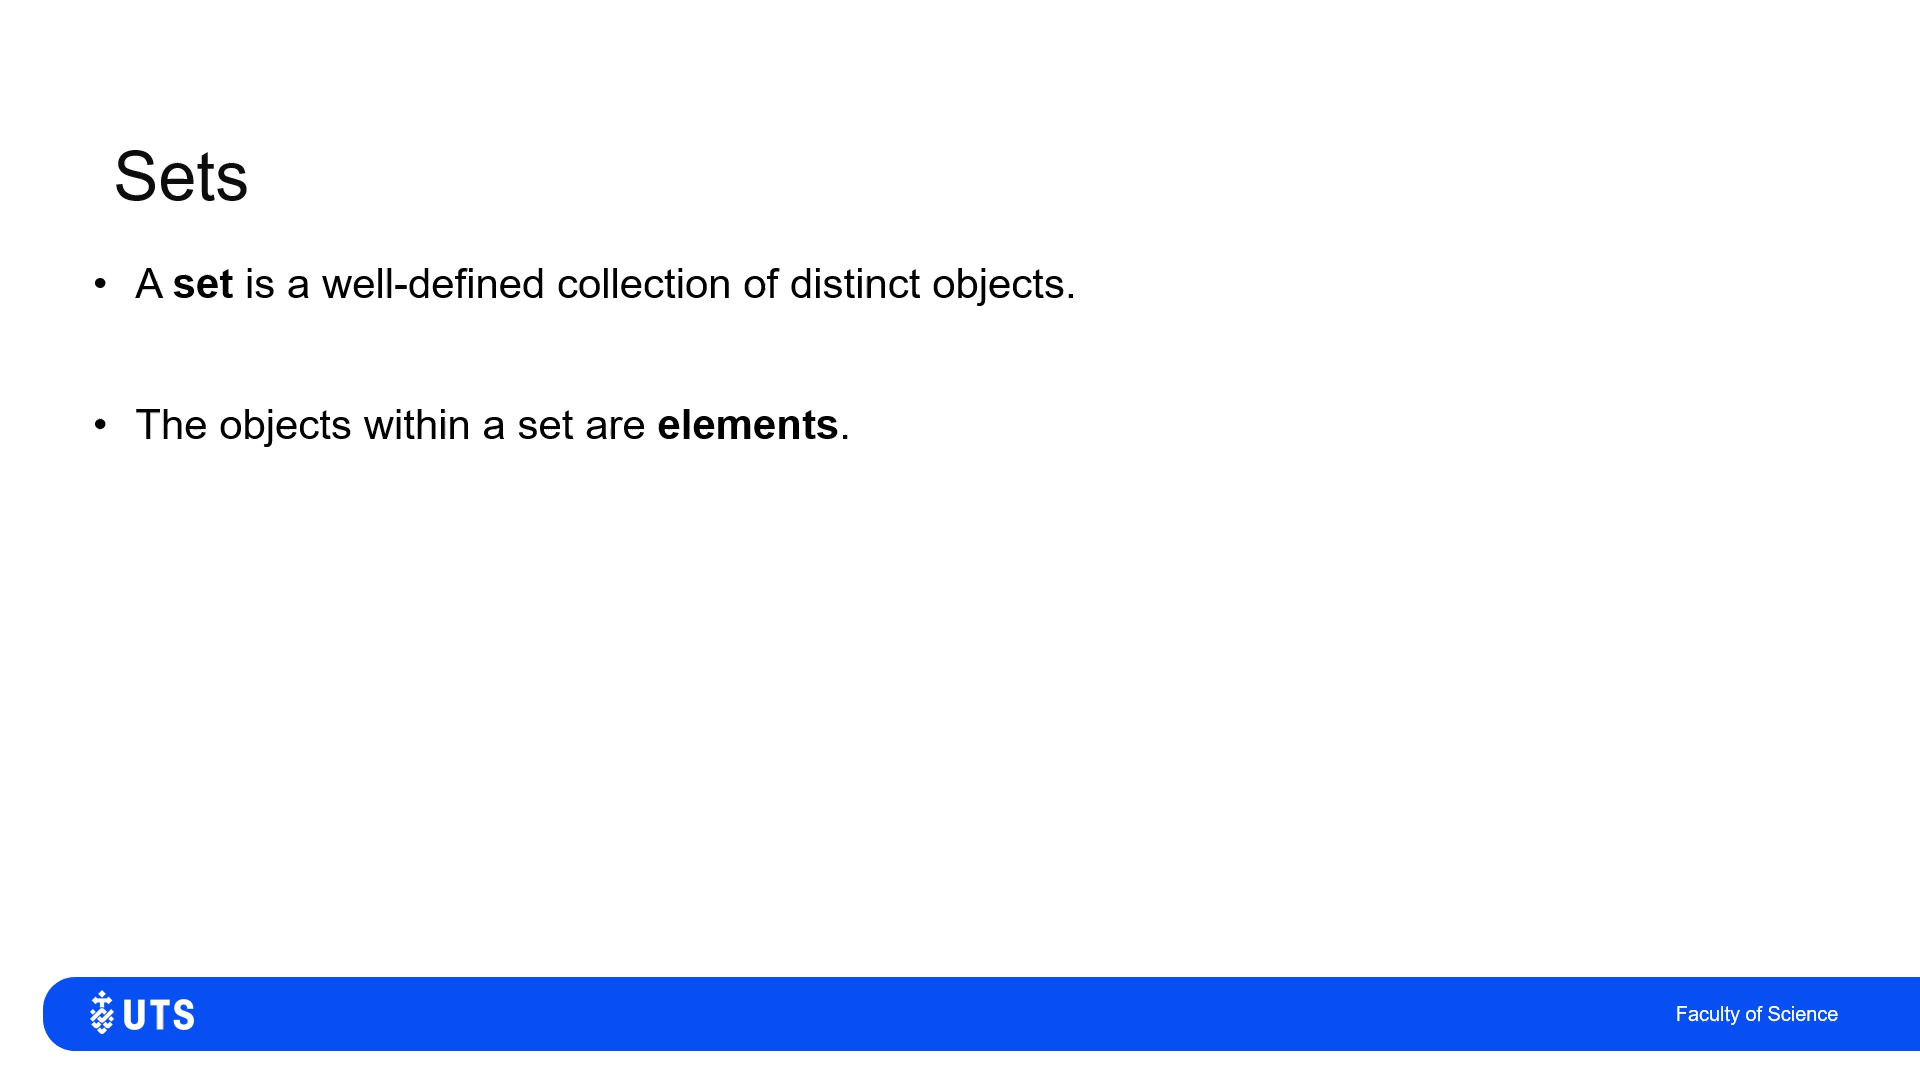 Sets
• A set is a well-defined collection of distinct objects.
• The objects within a set are elements.
UTS
Faculty of Science